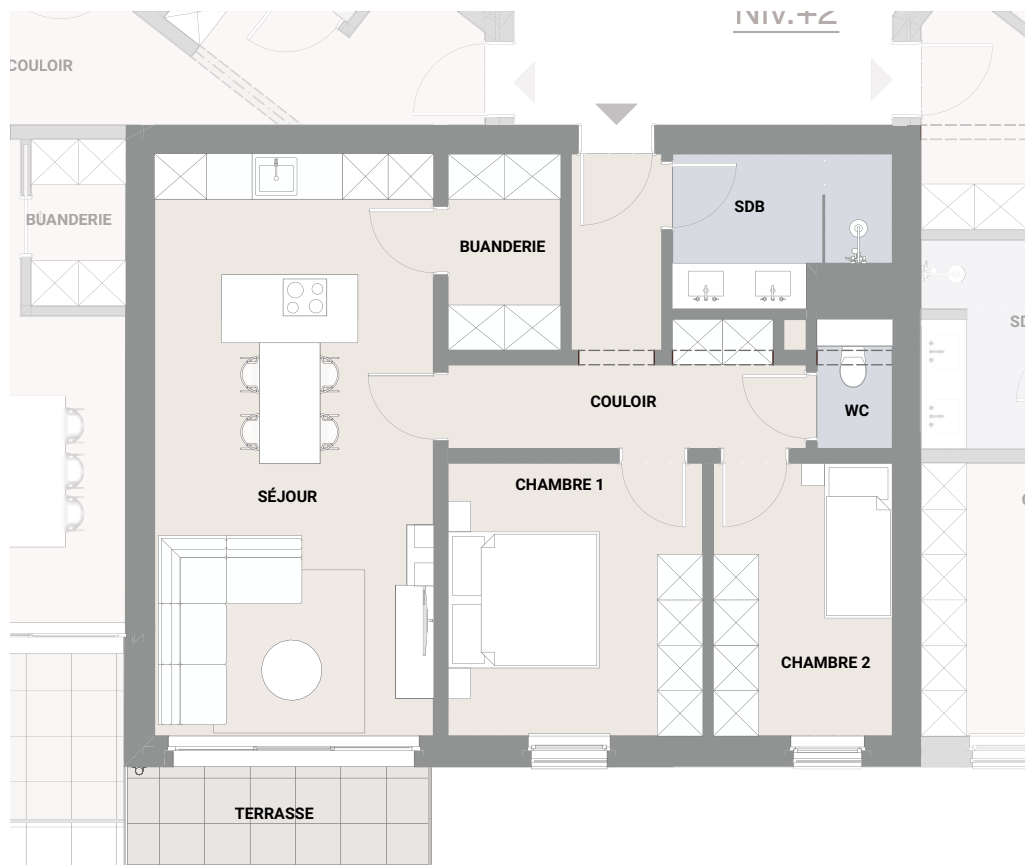 Niv.+2
COULOIR
SDB
BUANDERIE
BUANDERIE
COULOIR
WC
CHAMBRE 1
SÉJOUR
CHAMBRE 2
TERRASSE